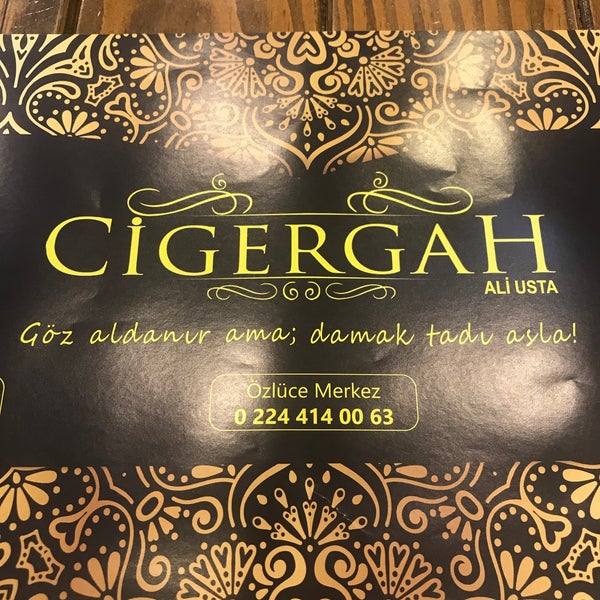 CİGERGAH
ALİ USTA
Göz aldanır ama; damak tadı asla!
Özlüce Merkez
0 224 414 00 63